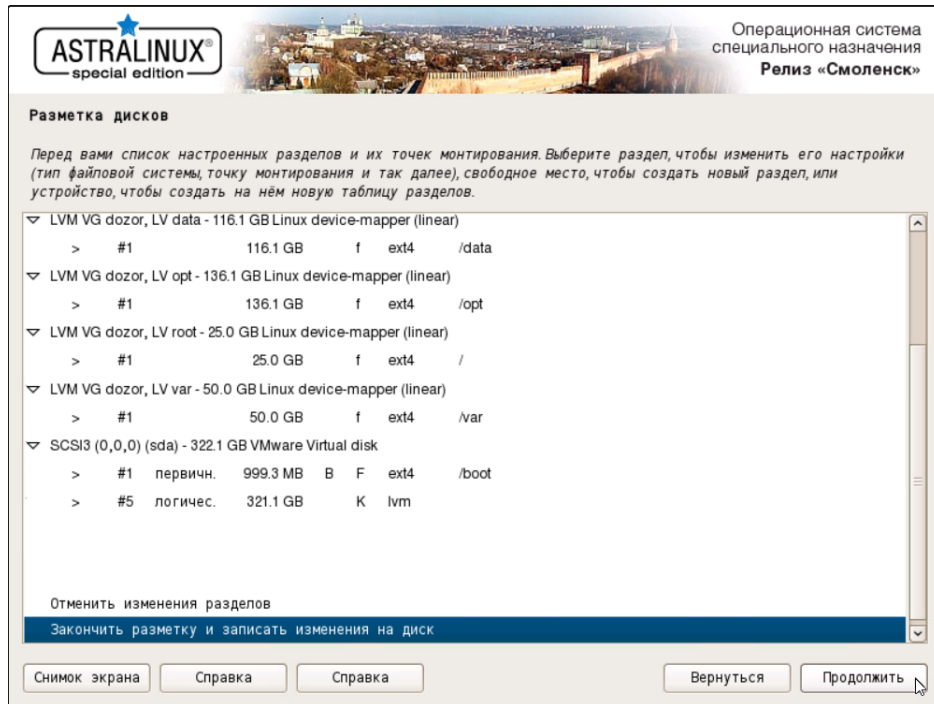 ASTRALINUX®
special edition
Операционная система
специального назначения
Релиз «Смоленск»
Разметка дисков
Перед вами список настроенных разделов и их точек монтирования. Выберите раздел, чтобы изменить его настройки
(тип файловой системы, точку монтирования и так далее), свободное место, чтобы создать новый раздел, или
устройство, чтобы создать на нём новую таблицу разделов.
LVM VG dozor, LV data - 116.1 GB Linux device-mapper (linear)
> #1 116.1 GB f ext4 /data
LVM VG dozor, LV opt - 136.1 GB Linux device-mapper (linear)
> #1 136.1 GB f ext4 /opt
LVM VG dozor, LV root - 25.0 GB Linux device-mapper (linear)
> #1 25.0 GB f ext4 /
LVM VG dozor, LV var - 50.0 GB Linux device-mapper (linear)
> #1 50.0 GB f ext4 /var
SCSI3 (0,0,0) (sda) - 322.1 GB VMware Virtual disk
> #1 первичн. 999.3 MB B F ext4 /boot
> #5 логичес. 321.1 GB K lvm
Отменить изменения разделов
Закончить разметку и записать изменения на диск
Снимок экрана Справка Справка Вернуться Продолжить